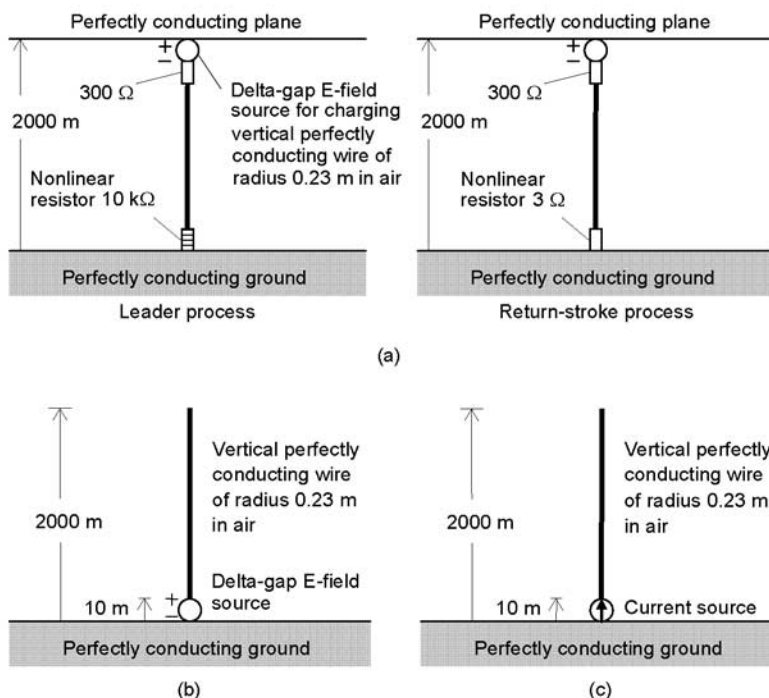 Perfectly conducting plane
+
−
300 Ω
2000 m
Delta-gap E-field
source for charging
vertical perfectly
conducting wire of
radius 0.23 m in air
Nonlinear
resistor 10 kΩ
Perfectly conducting ground
Leader process
Perfectly conducting plane
+
−
300 Ω
2000 m
Nonlinear
resistor 3 Ω
Perfectly conducting ground
Return-stroke process
(a)
2000 m
Vertical perfectly
conducting wire
of radius 0.23 m
in air
10 m
+
−
Delta-gap E-field
source
Perfectly conducting ground
(b)
2000 m
Vertical perfectly
conducting wire
of radius 0.23 m
in air
10 m
Current source
Perfectly conducting ground
(c)